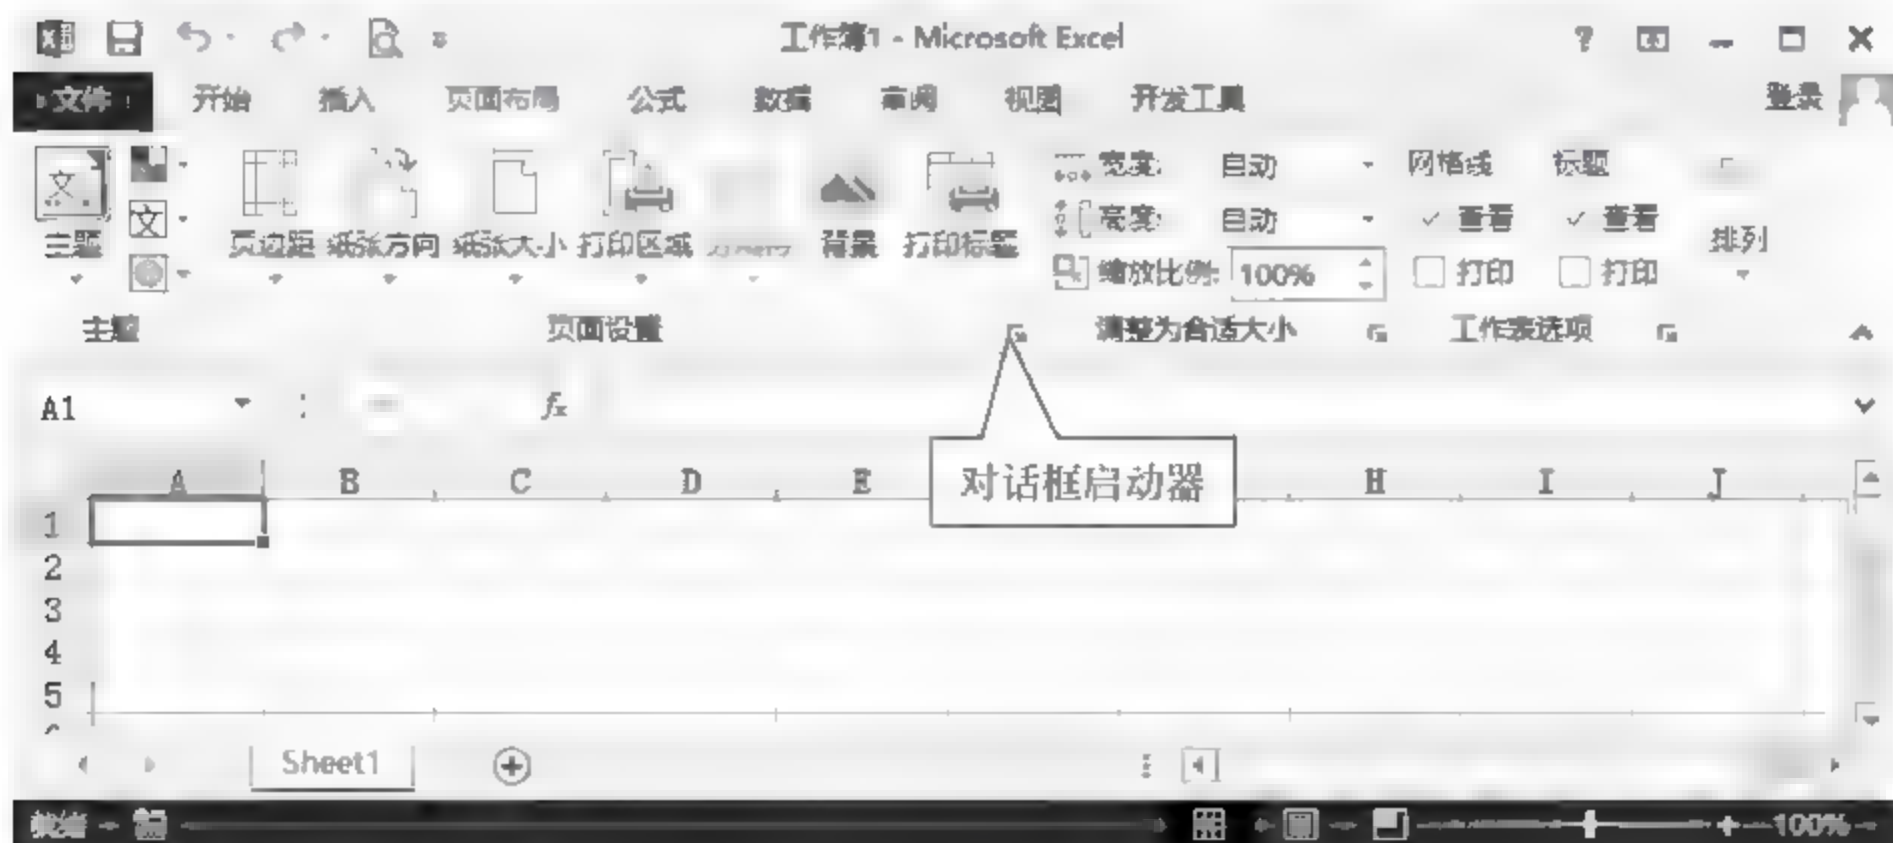 工作簿1 - Microsoft Excel
文件 开始 插入 页面布局 公式 数据 审阅 视图 开发工具 登录
宽度: 自动 网格线 标题
高度: 自动 查看 查看
主题 页边距 纸张方向 纸张大小 打印区域 背景 打印标题 排列
缩放比例: 100% 打印 打印
主题 页面设置 调整为合适大小 工作表选项
A1 fx
对话框启动器
A B C D E H I J
1
2
3
4
5
Sheet1
就绪 100%